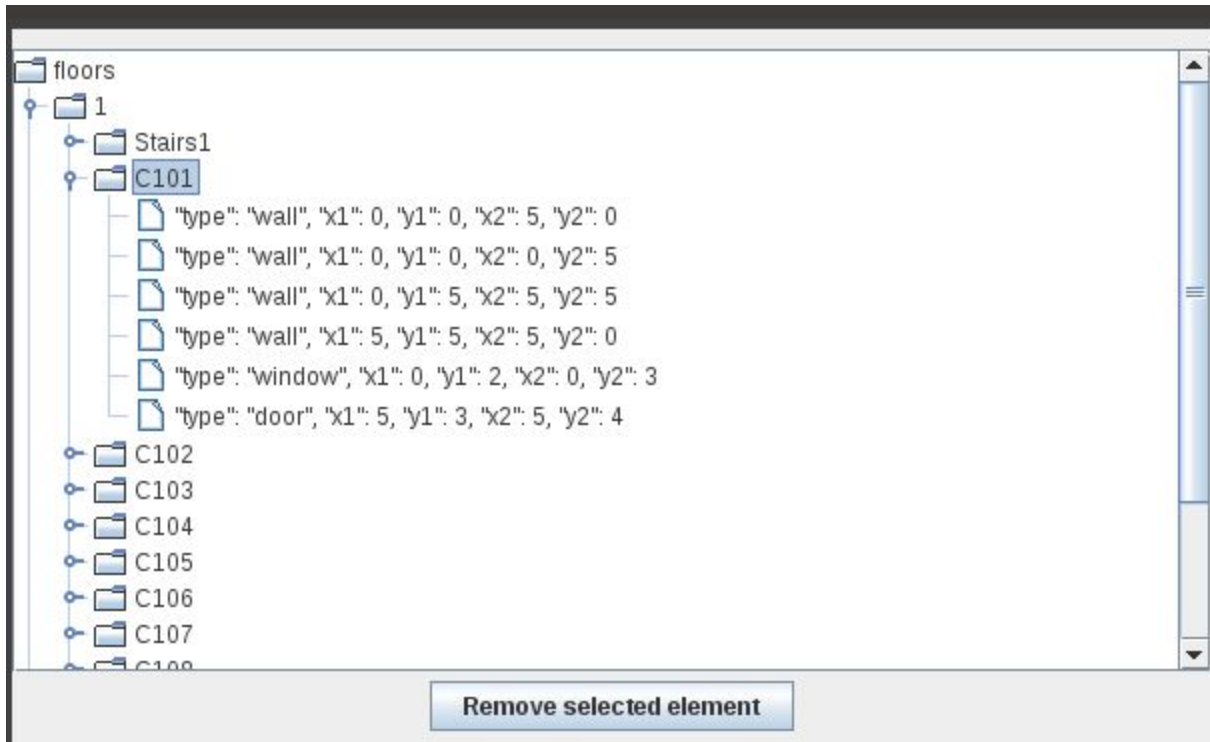 floors
1
Stairs1
C101
"type": "wall", "x1": 0, "y1": 0, "x2": 5, "y2": 0
"type": "wall", "x1": 0, "y1": 0, "x2": 0, "y2": 5
"type": "wall", "x1": 0, "y1": 5, "x2": 5, "y2": 5
"type": "wall", "x1": 5, "y1": 5, "x2": 5, "y2": 0
"type": "window", "x1": 0, "y1": 2, "x2": 0, "y2": 3
"type": "door", "x1": 5, "y1": 3, "x2": 5, "y2": 4
C102
C103
C104
C105
C106
C107
Remove selected element